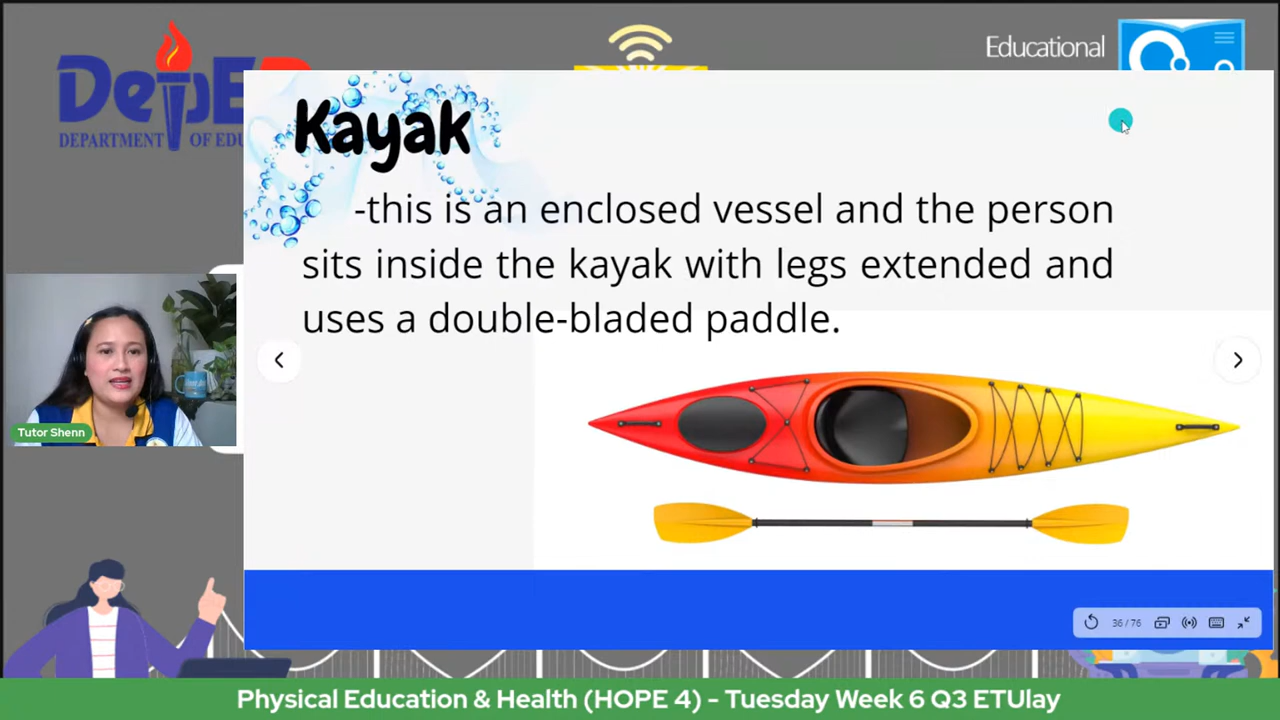 Educational
DepED
DEPARTMENT OF EDU
Kayak
-this is an enclosed vessel and the person
sits inside the kayak with legs extended and
uses a double-bladed paddle.
Tutor Shenn
36 / 76
Physical Education & Health (HOPE 4) - Tuesday Week 6 Q3 ETUlay